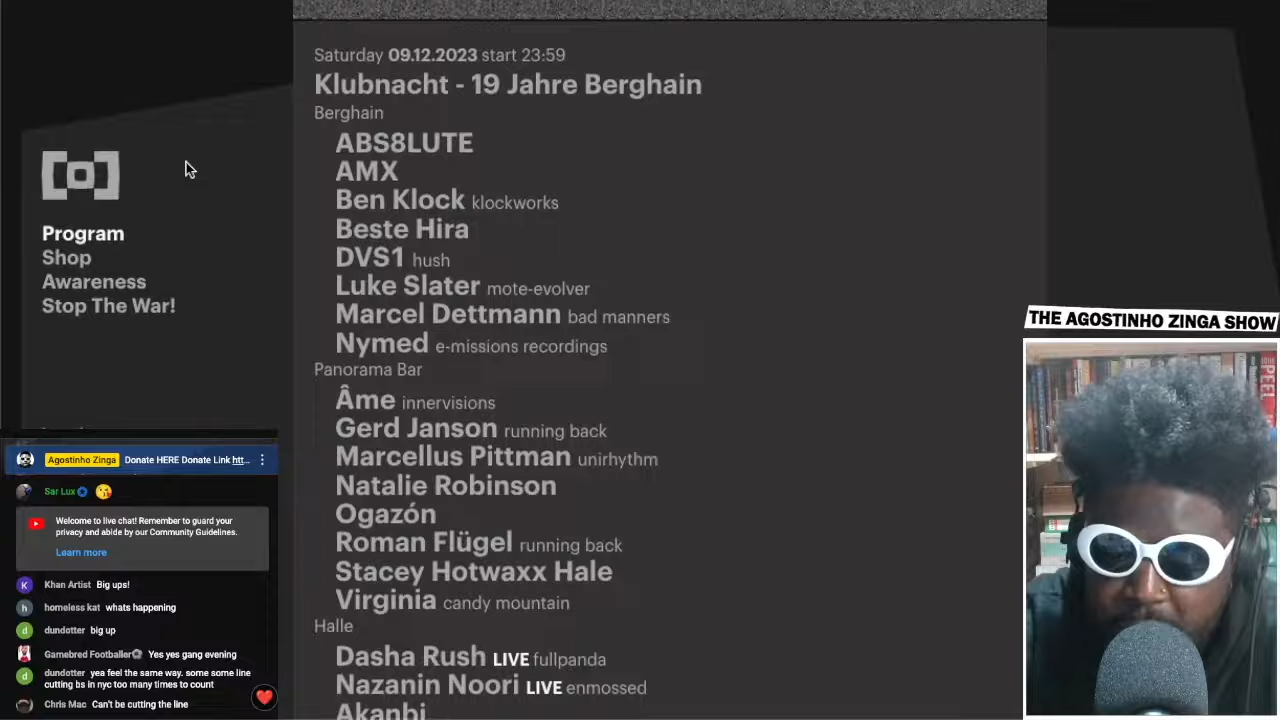 Saturday 09.12.2023 start 23:59
Klubnacht - 19 Jahre Berghain
Berghain
ABS8LUTE
AMX
Ben Klock klockworks
Beste Hira
DVS1 hush
Luke Slater mote-evolver
Marcel Dettmann bad manners
Nymed e-missions recordings
Panorama Bar
Âme innervisions
Gerd Janson running back
Marcellus Pittman unirhythm
Natalie Robinson
Ogazón
Roman Flügel running back
Stacey Hotwaxx Hale
Virginia candy mountain
Halle
Dasha Rush LIVE fullpanda
Nazanin Noori LIVE enmossed
Akanbi
Program
Shop
Awareness
Stop The War!
Agostinho Zinga Donate HERE Donate Link htt...
Sar Lux
Welcome to live chat! Remember to guard your
privacy and abide by our Community Guidelines.
Learn more
K Khan Artist Big ups!
h homeless kat whats happening
d dundotter big up
Gamebred Footballer Yes yes gang evening
d dundotter yea feel the same way. some some line
cutting bs in nyc too many times to count
Chris Mac Can't be cutting the line
THE AGOSTINHO ZINGA SHOW
PEEL